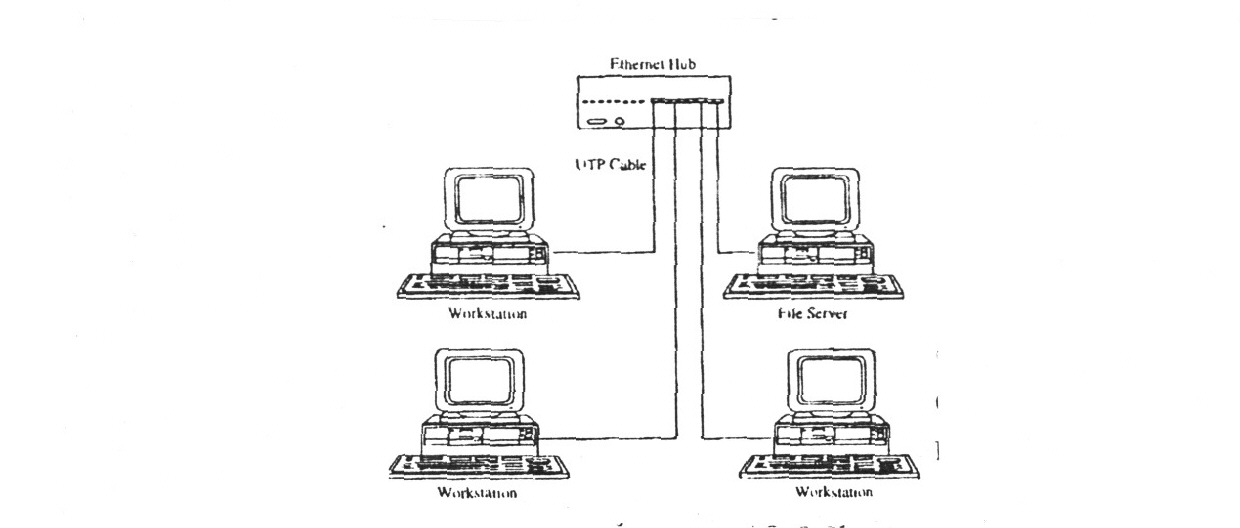 Ethernet Hub
UTP Cable
Workstation
File Server
Workstation
Workstation